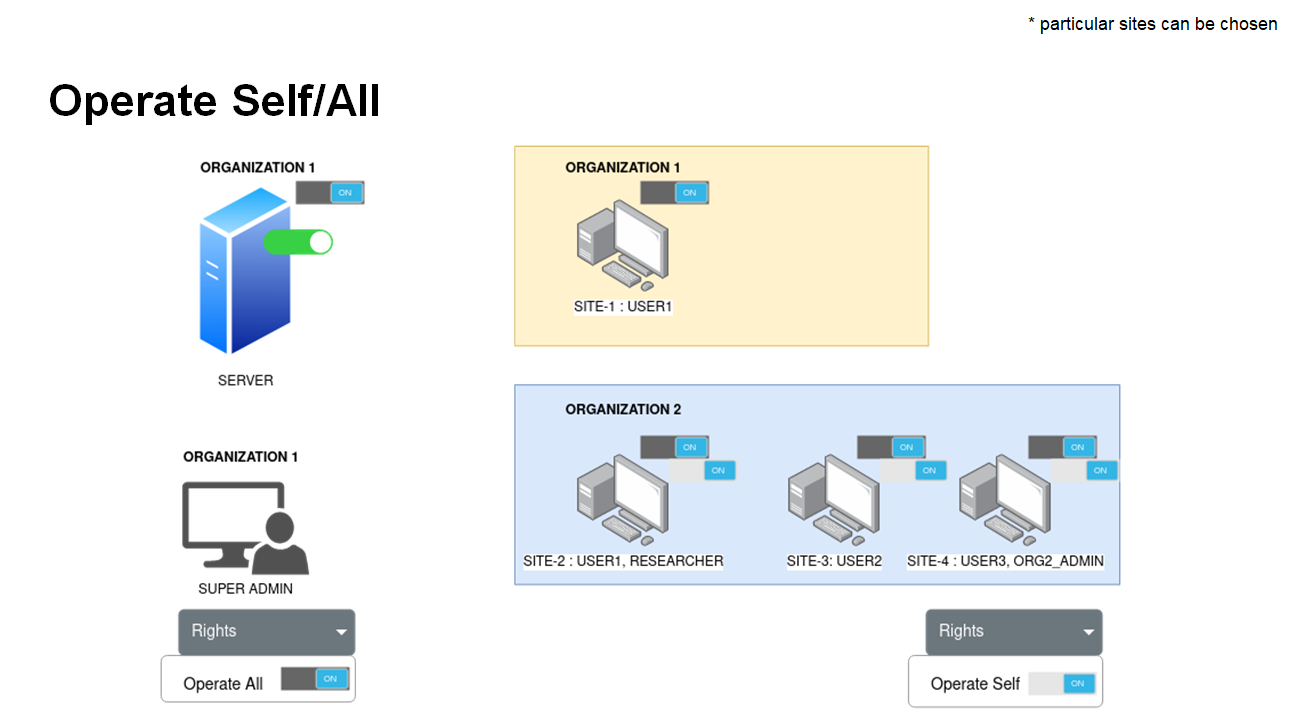 * particular sites can be chosen
Operate Self/All
ORGANIZATION 1
ON
SERVER
ORGANIZATION 1
ON
SITE-1 : USER1
ORGANIZATION 2
ON
ON
ON
ON
ON
ON
SITE-2 : USER1, RESEARCHER
SITE-3: USER2
SITE-4 : USER3, ORG2_ADMIN
ORGANIZATION 1
SUPER ADMIN
Rights
Operate All
ON
Rights
Operate Self
ON